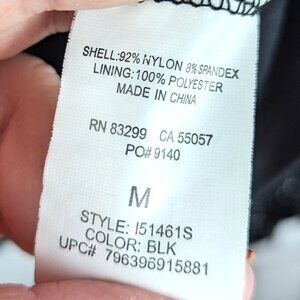 SHELL:92% NYLON 8%SPANDEX
LINING:100% POLYESTER
MADE IN CHINA
RN 83299 CA 55057
PO# 9140
M
STYLE: I51461S
COLOR: BLK
UPC# 796396915881